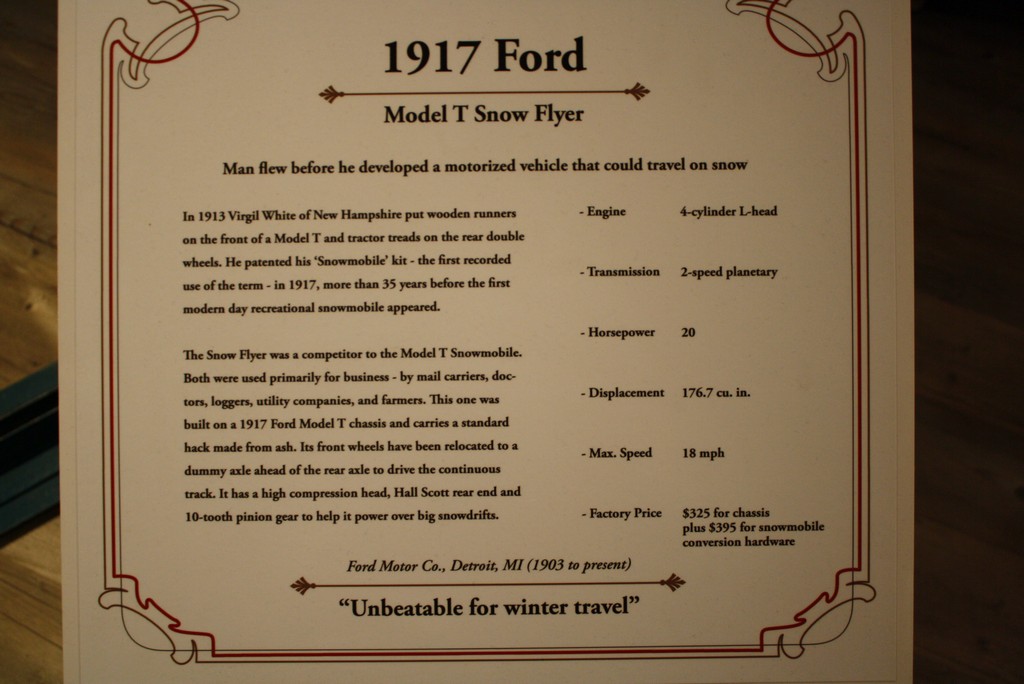 1917 Ford
Model T Snow Flyer
Man flew before he developed a motorized vehicle that could travel on snow
In 1913 Virgil White of New Hampshire put wooden runners
on the front of a Model T and tractor treads on the rear double
wheels. He patented his ‘Snowmobile’ kit - the first recorded
use of the term - in 1917, more than 35 years before the first
modern day recreational snowmobile appeared.
The Snow Flyer was a competitor to the Model T Snowmobile.
Both were used primarily for business - by mail carriers, doc-
tors, loggers, utility companies, and farmers. This one was
built on a 1917 Ford Model T chassis and carries a standard
hack made from ash. Its front wheels have been relocated to a
dummy axle ahead of the rear axle to drive the continuous
track. It has a high compression head, Hall Scott rear end and
10-tooth pinion gear to help it power over big snowdrifts.
- Engine 4-cylinder L-head
- Transmission 2-speed planetary
- Horsepower 20
- Displacement 176.7 cu. in.
- Max. Speed 18 mph
- Factory Price $325 for chassis
plus $395 for snowmobile
conversion hardware
Ford Motor Co., Detroit, MI (1903 to present)
“Unbeatable for winter travel”